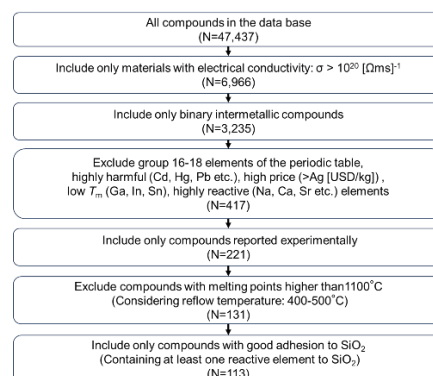 All compounds in the data base
(N=47,437)
Include only materials with electrical conductivity: σ > 10²⁰ [Ωms]⁻¹
(N=6,966)
Include only binary intermetallic compounds
(N=3,235)
Exclude group 16-18 elements of the periodic table,
highly harmful (Cd, Hg, Pb etc.), high price (>Ag [USD/kg]) ,
low Tₘ (Ga, In, Sn), highly reactive (Na, Ca, Sr etc.) elements
(N=417)
Include only compounds reported experimentally
(N=221)
Exclude compounds with melting points higher than1100˚C
(Considering reflow temperature: 400-500˚C)
(N=131)
Include only compounds with good adhesion to SiO₂
(Containing at least one reactive element to SiO₂)
(N=113)